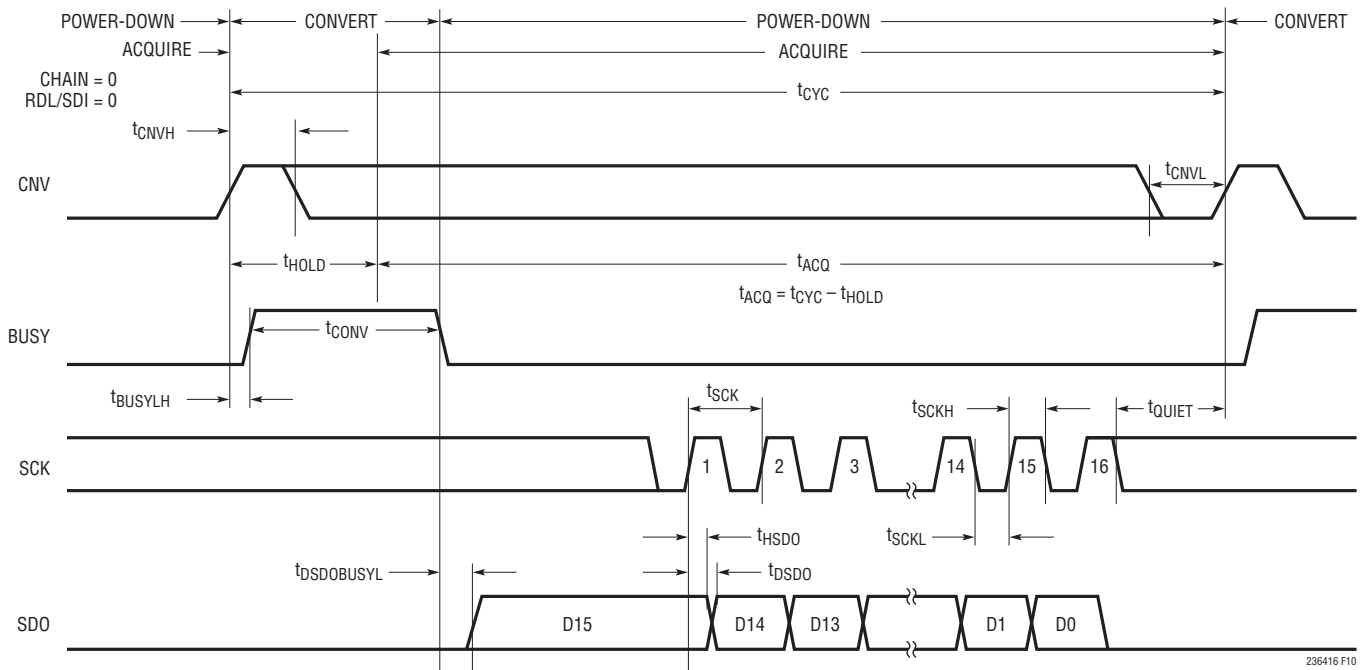 POWER-DOWN CONVERT POWER-DOWN CONVERT
ACQUIRE ACQUIRE
CHAIN = 0
RDL/SDI = 0
tCYC
tCNVH
CNV
tCNVL
tHOLD tACQ
tACQ = tCYC – tHOLD
BUSY
tCONV
tBUSYLH
tSCK
tSCKH
tQUIET
SCK
1 2 3 14 15 16
tHSDO
tSCKL
tDSDOBUSYL
tDSDO
SDO
D15 D14 D13 D1 D0
236416 F10